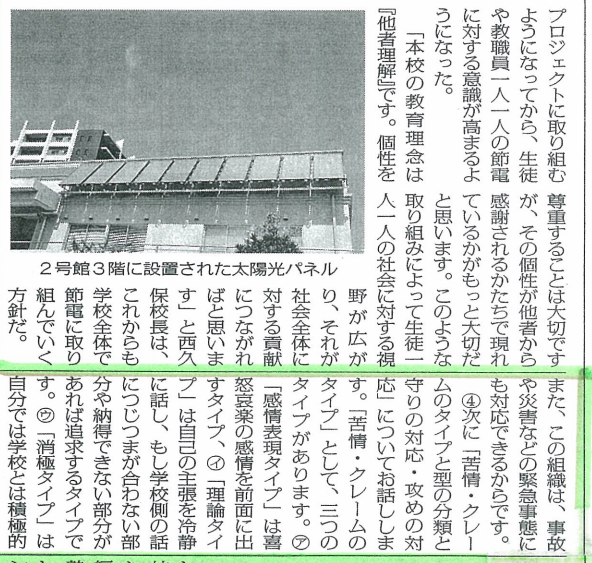 プロジェクトに取り組む
ようになってから、生徒
や教職員一人一人の節電
に対する意識が高まるよ
うになった。
「本校の教育理念は
『他者理解』です。個性を
尊重することは大切です
が、その個性が他者から
感謝されるかたちで現れ
ているかがもっと大切だ
と思います。このような
取り組みによって生徒一
人一人の社会に対する視
野が広が
り、それが
社会全体に
対する貢献
につながれ
ばと思いま
す」と西久
保校長は、
これからも
学校全体で
節電に取り
組んでいく
方針だ。
2号館3階に設置された太陽光パネル
また、この組織は、事故
や災害などの緊急事態に
も対応できるからです。
④次に「苦情・クレー
ムのタイプと型の分類と
守りの対応・攻めの対
応」についてお話ししま
す。「苦情・クレームの
タイプ」として、三つの
タイプがあります。㋐
「感情表現タイプ」は喜
怒哀楽の感情を前面に出
すタイプ、㋑「理論タイ
プ」は自己の主張を冷静
に話し、もし学校側の話
につじつまが合わない部
分や納得できない部分が
あれば追求するタイプで
す。㋒「消極タイプ」は
自分では学校とは積極的